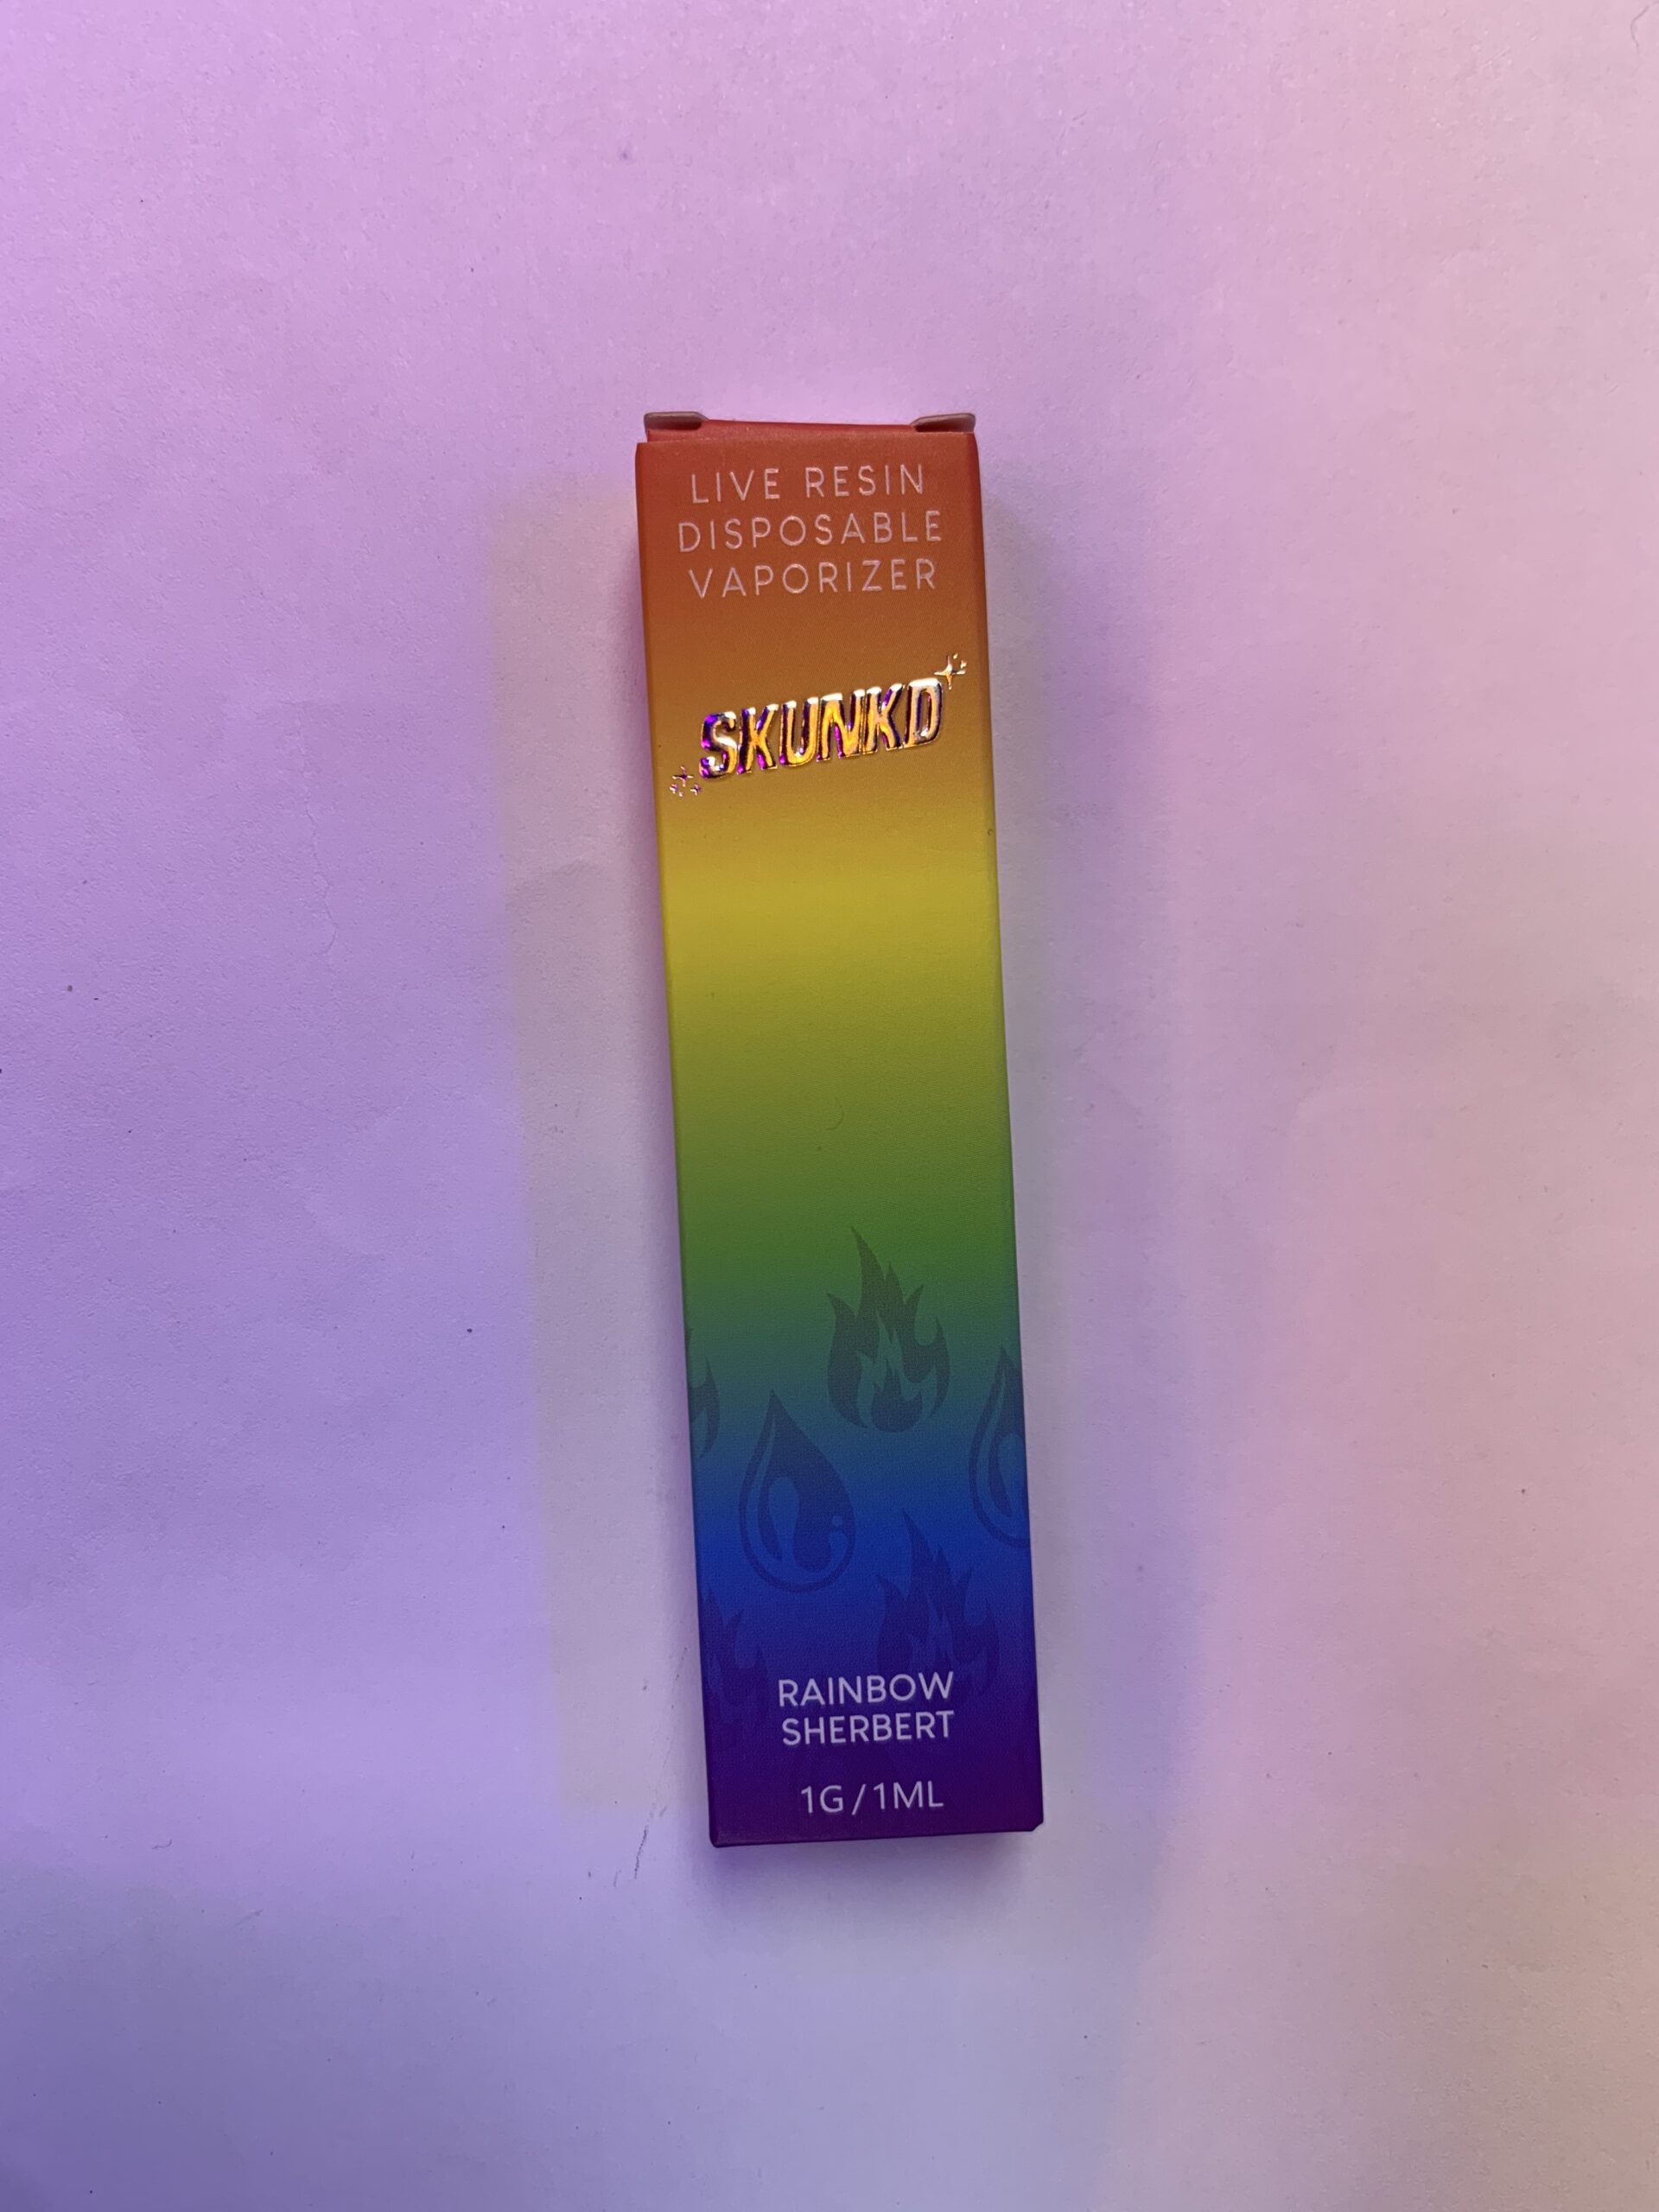 LIVE RESIN
DISPOSABLE
VAPORIZER
SKUNKD
RAINBOW
SHERBERT
1G/1ML